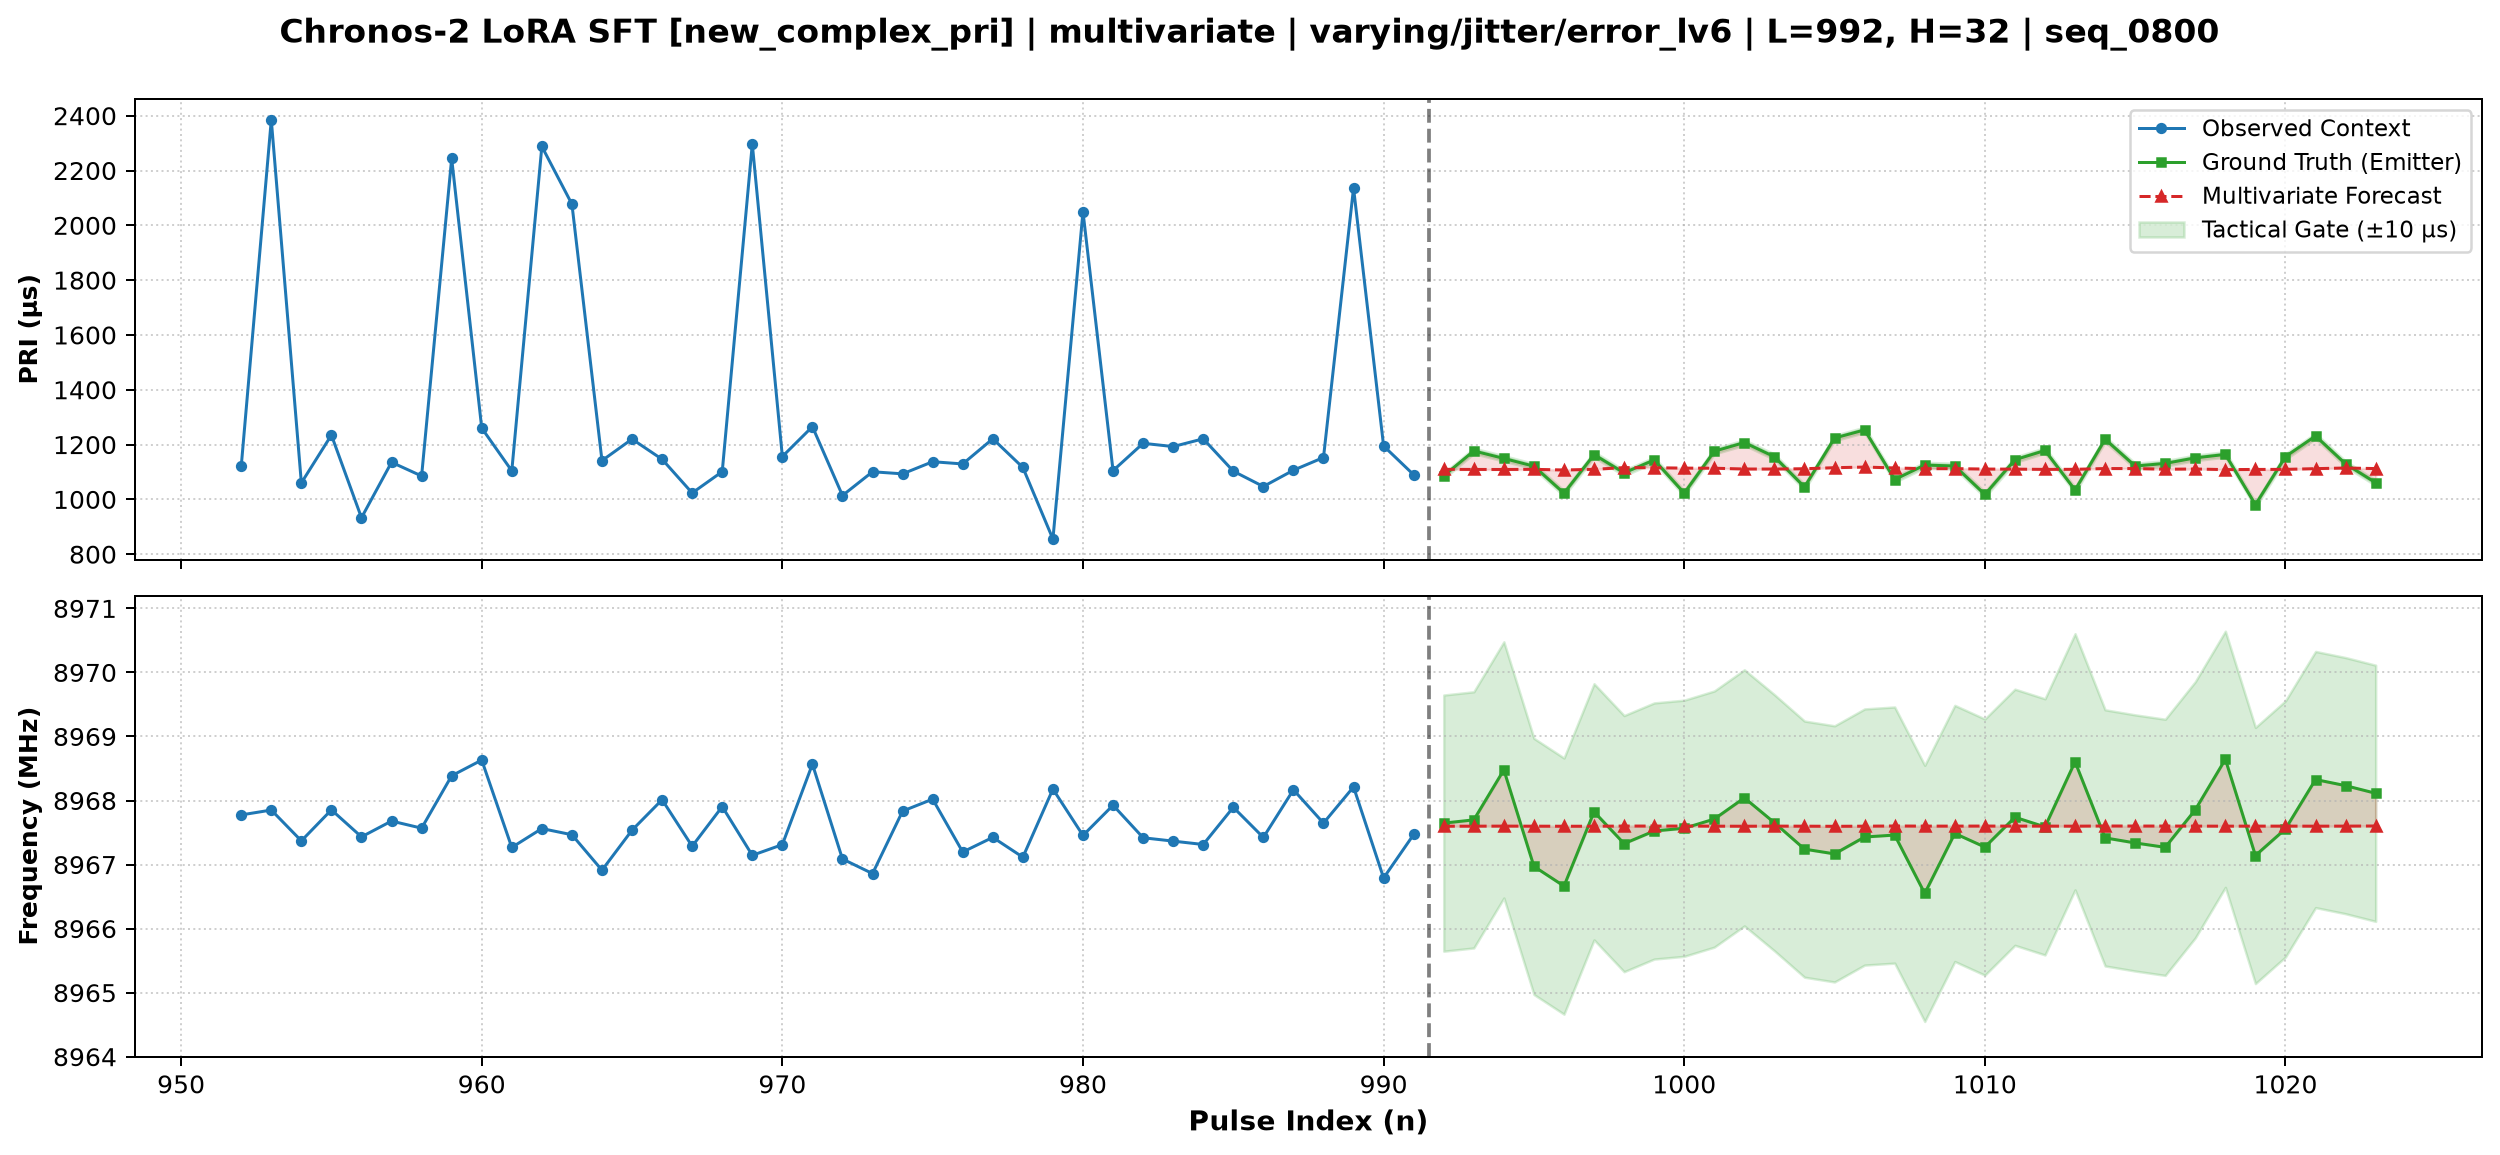 Chronos-2 LoRA SFT [new_complex_pri] | multivariate | varying/jitter/error_lv6 | L=992, H=32 | seq_0800
PRI (µs)
2400
2200
2000
1800
1600
1400
1200
1000
800
Observed Context
Ground Truth (Emitter)
Multivariate Forecast
Tactical Gate (±10 µs)
Frequency (MHz)
8971
8970
8969
8968
8967
8966
8965
8964
950 960 970 980 990 1000 1010 1020
Pulse Index (n)